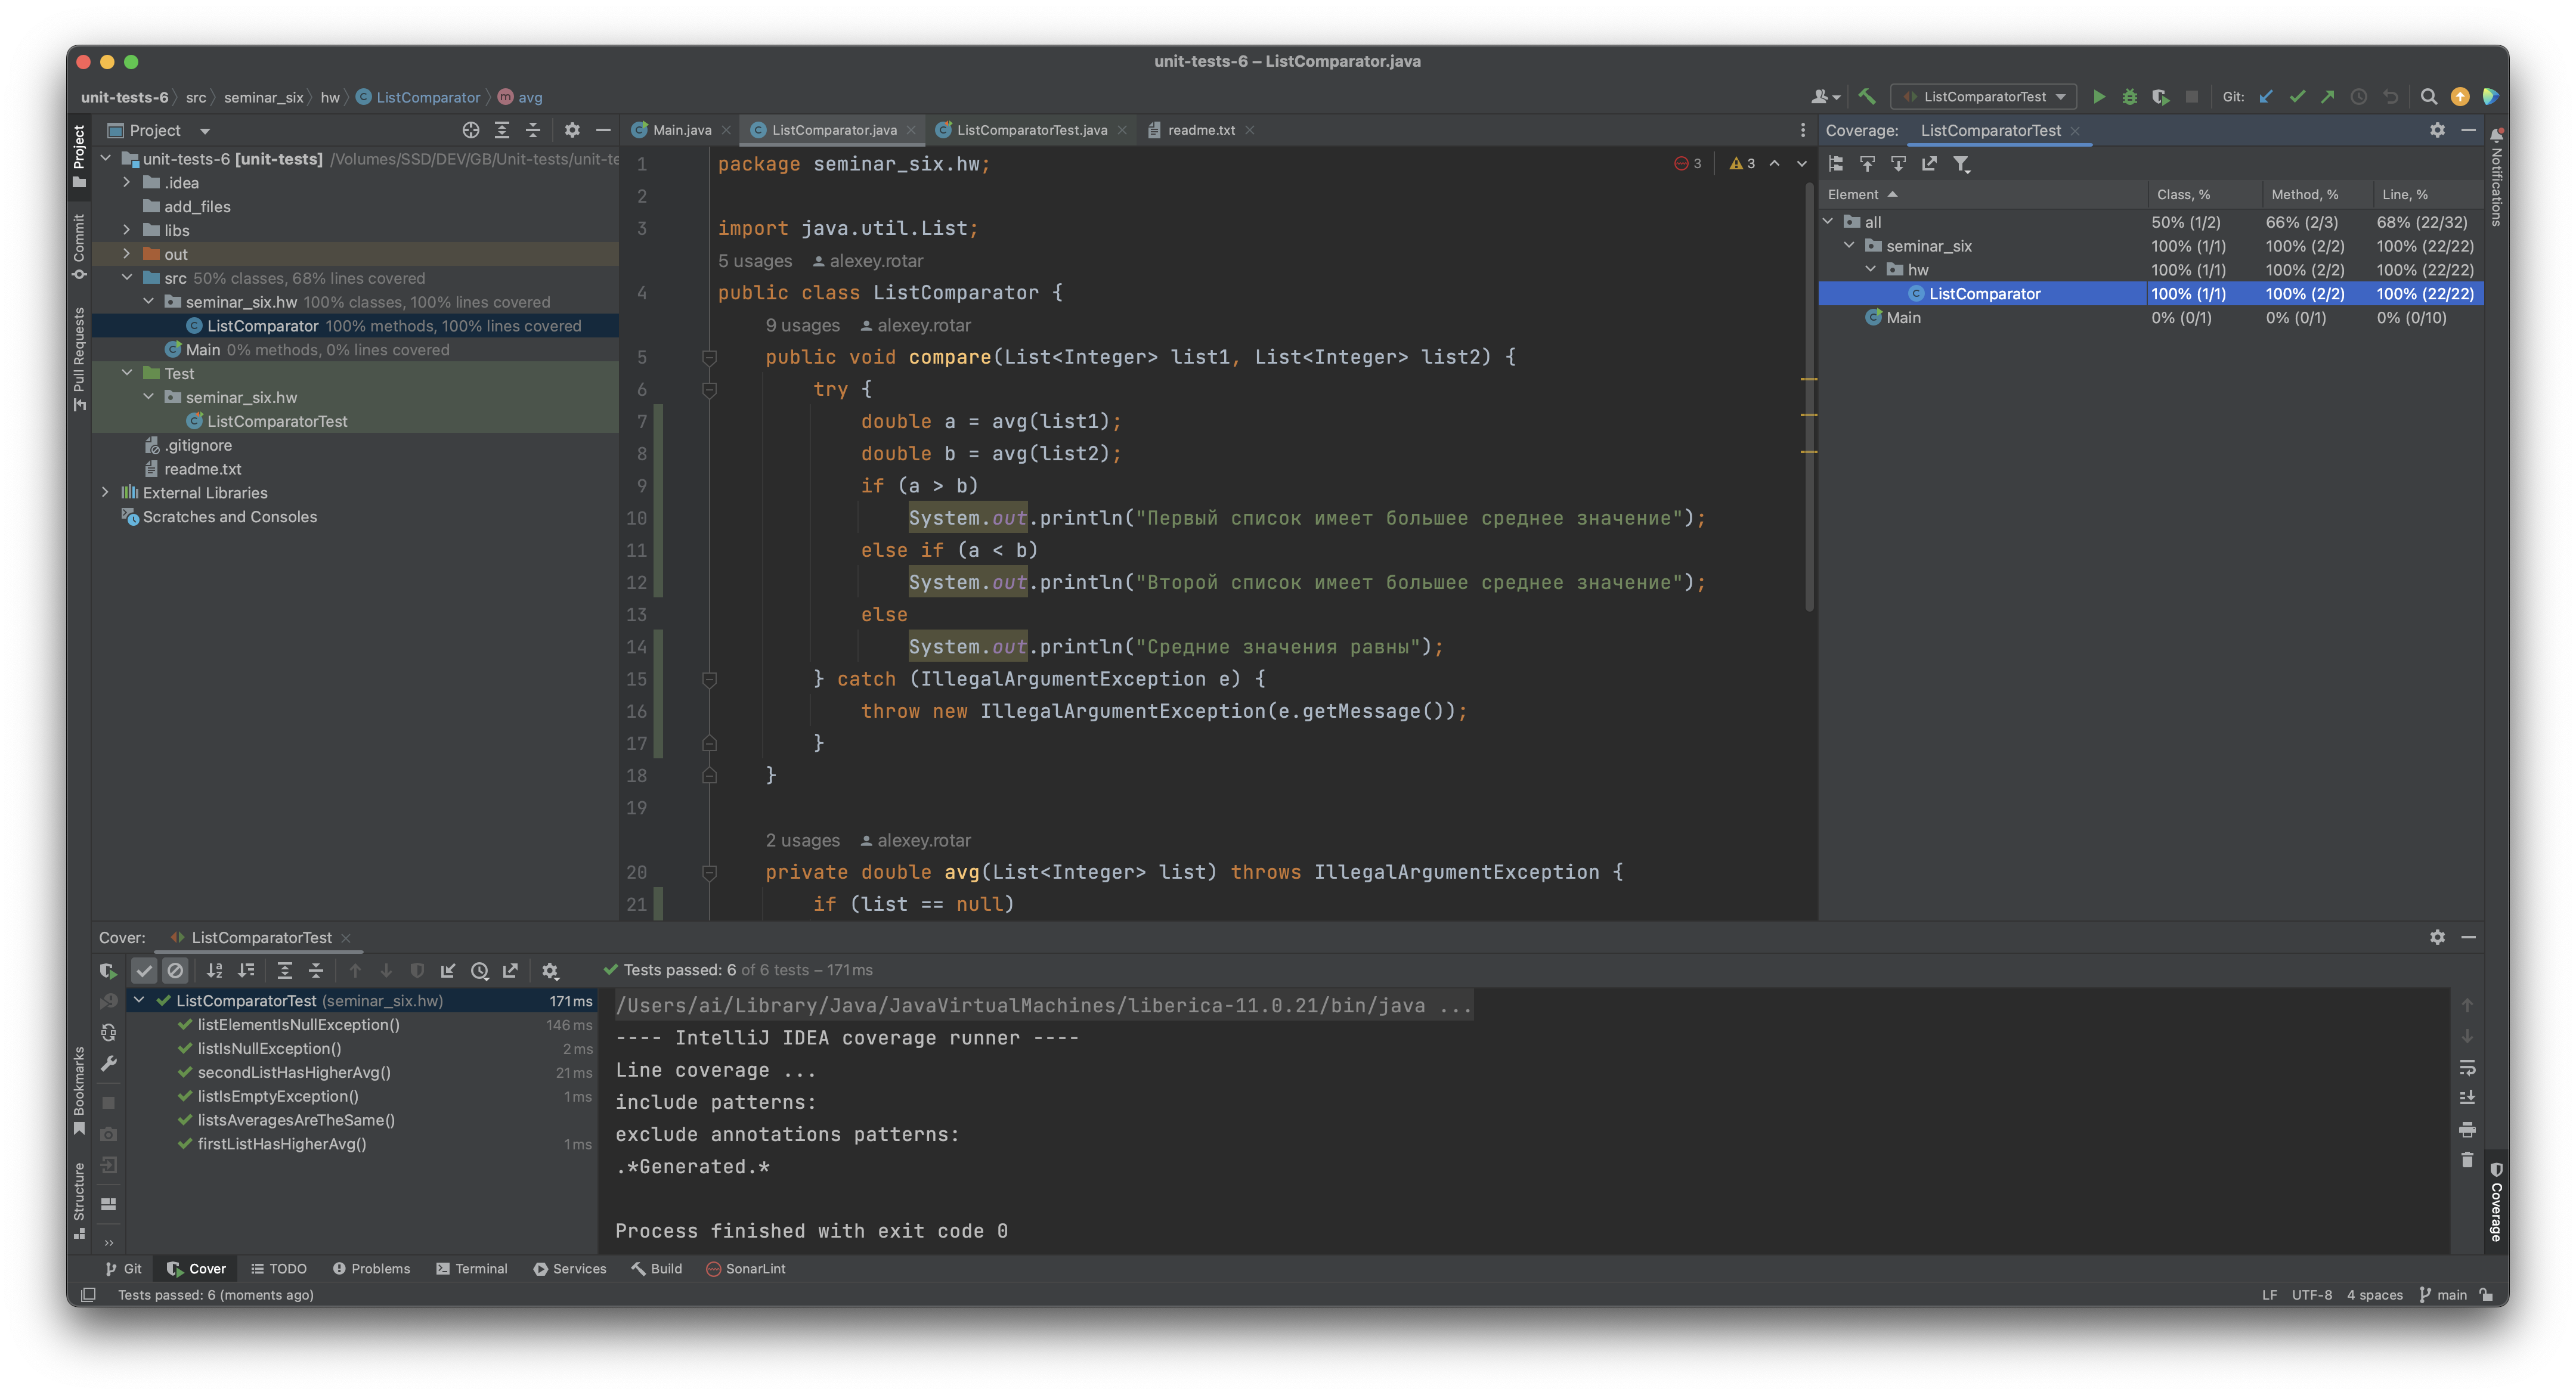 unit-tests-6 – ListComparator.java
unit-tests-6 src seminar_six hw ListComparator avg
ListComparatorTest
Git:
Project
Main.java
ListComparator.java
ListComparatorTest.java
readme.txt
Coverage: ListComparatorTest
Project
Commit
Pull Requests
Bookmarks
Structure
Notifications
Coverage
unit-tests-6 [unit-tests] /Volumes/SSD/DEV/GB/Unit-tests/unit-te
.idea
add_files
libs
out
src 50% classes, 68% lines covered
seminar_six.hw 100% classes, 100% lines covered
ListComparator 100% methods, 100% lines covered
Main 0% methods, 0% lines covered
Test
seminar_six.hw
ListComparatorTest
.gitignore
readme.txt
External Libraries
Scratches and Consoles
3 3
1 package seminar_six.hw;
2
3 import java.util.List;
5 usages alexey.rotar
4 public class ListComparator {
9 usages alexey.rotar
5 public void compare(List<Integer> list1, List<Integer> list2) {
6 try {
7 double a = avg(list1);
8 double b = avg(list2);
9 if (a > b)
10 System.out.println("Первый список имеет большее среднее значение");
11 else if (a < b)
12 System.out.println("Второй список имеет большее среднее значение");
13 else
14 System.out.println("Средние значения равны");
15 } catch (IllegalArgumentException e) {
16 throw new IllegalArgumentException(e.getMessage());
17 }
18 }
19
2 usages alexey.rotar
20 private double avg(List<Integer> list) throws IllegalArgumentException {
21 if (list == null)
Element Class, % Method, % Line, %
all 50% (1/2) 66% (2/3) 68% (22/32)
seminar_six 100% (1/1) 100% (2/2) 100% (22/22)
hw 100% (1/1) 100% (2/2) 100% (22/22)
ListComparator 100% (1/1) 100% (2/2) 100% (22/22)
Main 0% (0/1) 0% (0/1) 0% (0/10)
Cover: ListComparatorTest
Tests passed: 6 of 6 tests – 171 ms
ListComparatorTest (seminar_six.hw) 171 ms
listElementIsNullException() 146 ms
listIsNullException() 2 ms
secondListHasHigherAvg() 21 ms
listIsEmptyException() 1 ms
listsAveragesAreTheSame()
firstListHasHigherAvg() 1 ms
/Users/ai/Library/Java/JavaVirtualMachines/liberica-11.0.21/bin/java ...
---- IntelliJ IDEA coverage runner ----
Line coverage ...
include patterns:
exclude annotations patterns:
.*Generated.*
Process finished with exit code 0
Git Cover TODO Problems Terminal Services Build SonarLint
Tests passed: 6 (moments ago)
LF UTF-8 4 spaces main